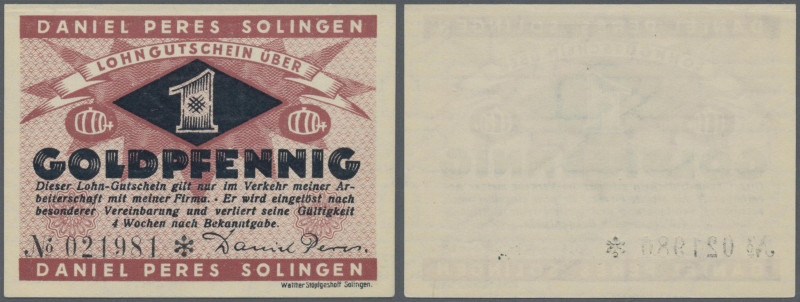 DANIEL PERES SOLINGEN
LOHNGUTSCHEIN ÜBER
1
GOLDPFENNIG
Dieser Lohn-Gutschein gilt nur im Verkehr meiner Ar-
beiterschaft mit meiner Firma. - Er wird eingelöst nach
besonderer Vereinbarung und verliert seine Gültigkeit
4 Wochen nach Bekanntgabe.
No 021981 * Daniel Peres.
DANIEL PERES SOLINGEN
Solingen.
No 021980 *